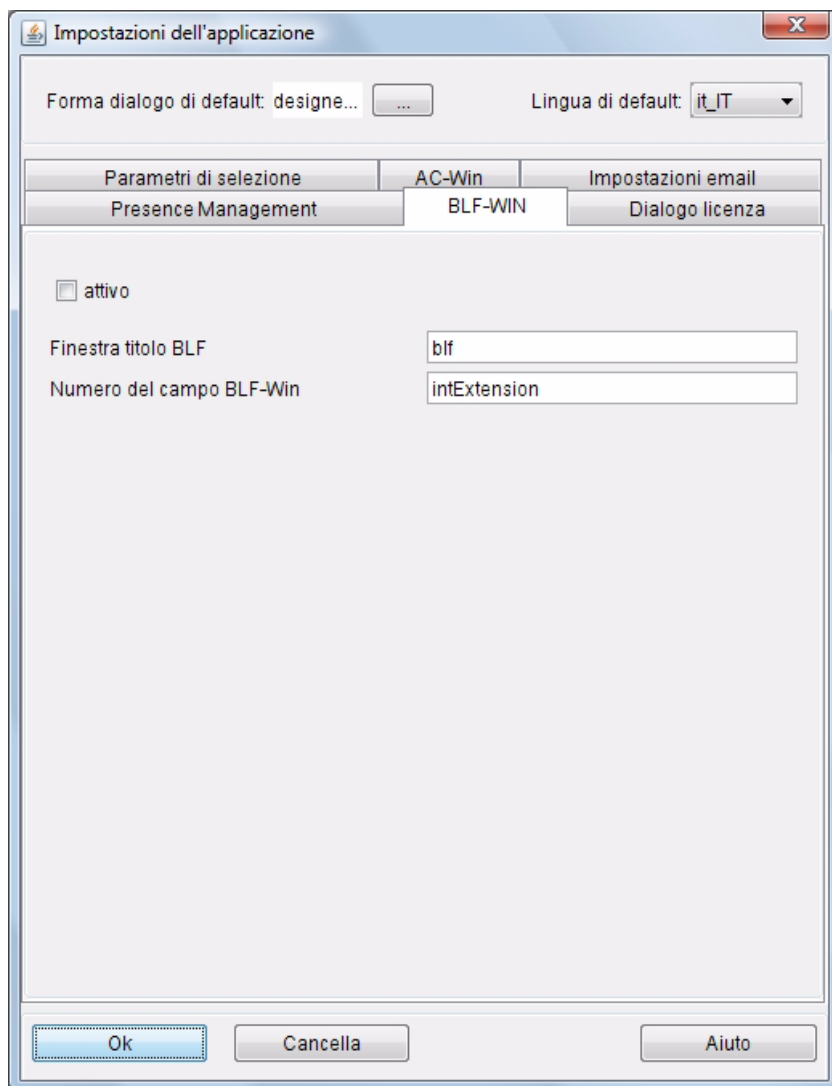 Impostazioni dell'applicazione
Forma dialogo di default: designe... ... Lingua di default: it_IT
Parametri di selezione AC-Win Impostazioni email
Presence Management BLF-WIN Dialogo licenza
attivo
Finestra titolo BLF blf
Numero del campo BLF-Win intExtension
Ok Cancella Aiuto